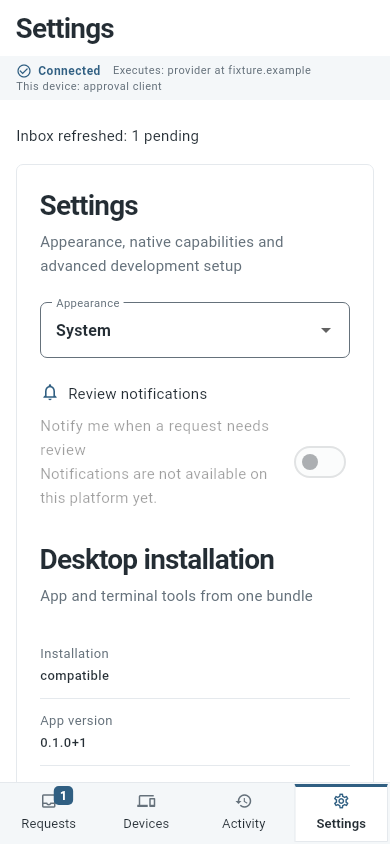 Settings
Connected Executes: provider at fixture.example
This device: approval client
Inbox refreshed: 1 pending
Settings
Appearance, native capabilities and
advanced development setup
Appearance
System
Review notifications
Notify me when a request needs
review
Notifications are not available on
this platform yet.
Desktop installation
App and terminal tools from one bundle
Installation
compatible
App version
0.1.0+1
1
Requests Devices Activity Settings